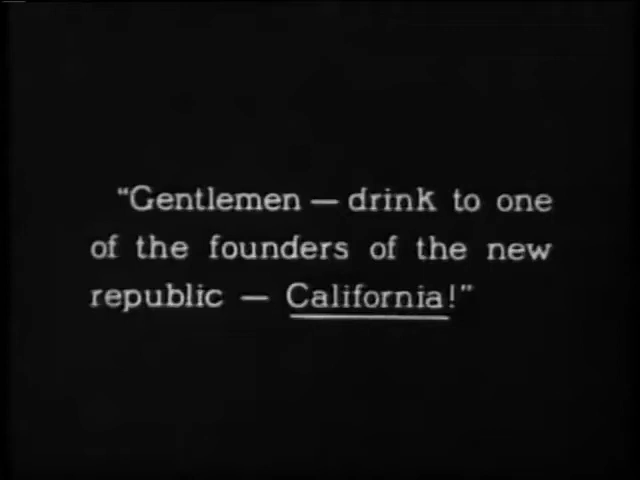 “Gentlemen — drink to one
of the founders of the new
republic — California!”